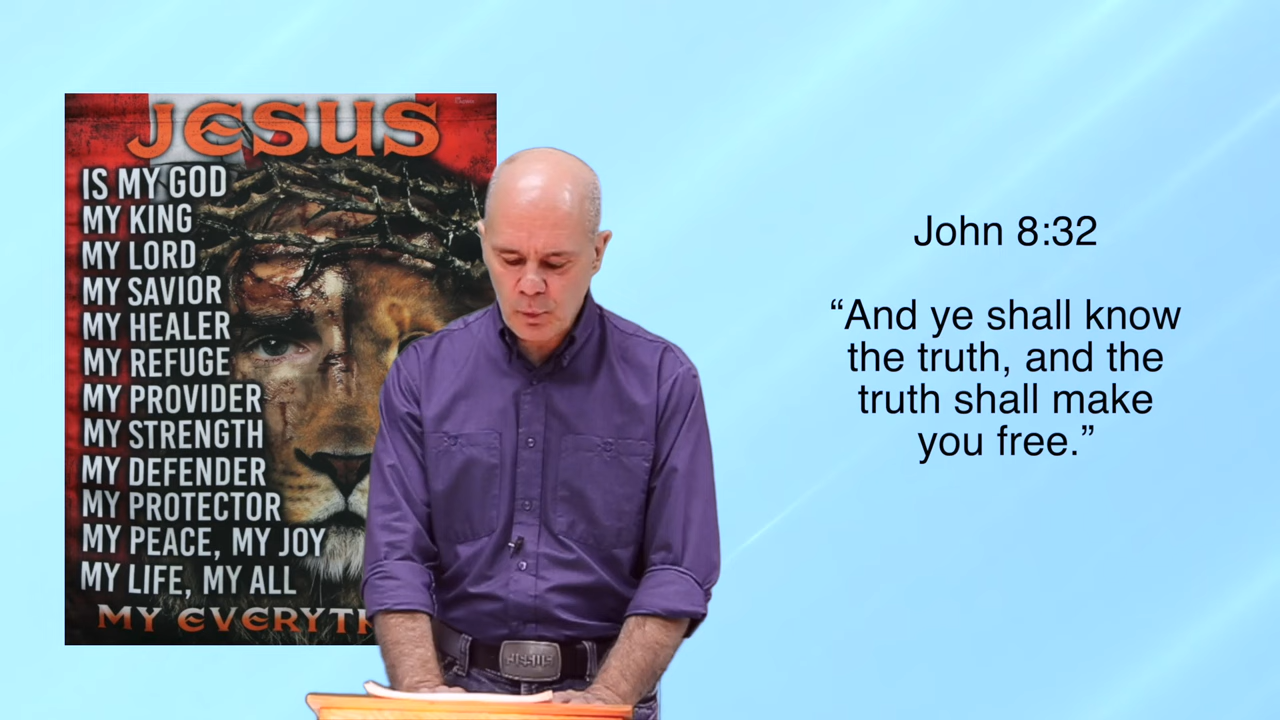 JESUS
IS MY GOD
MY KING
MY LORD
MY SAVIOR
MY HEALER
MY REFUGE
MY PROVIDER
MY STRENGTH
MY DEFENDER
MY PROTECTOR
MY PEACE, MY JOY
MY LIFE, MY ALL
MY EVERYTH
JESUS
John 8:32
“And ye shall know
the truth, and the
truth shall make
you free.”